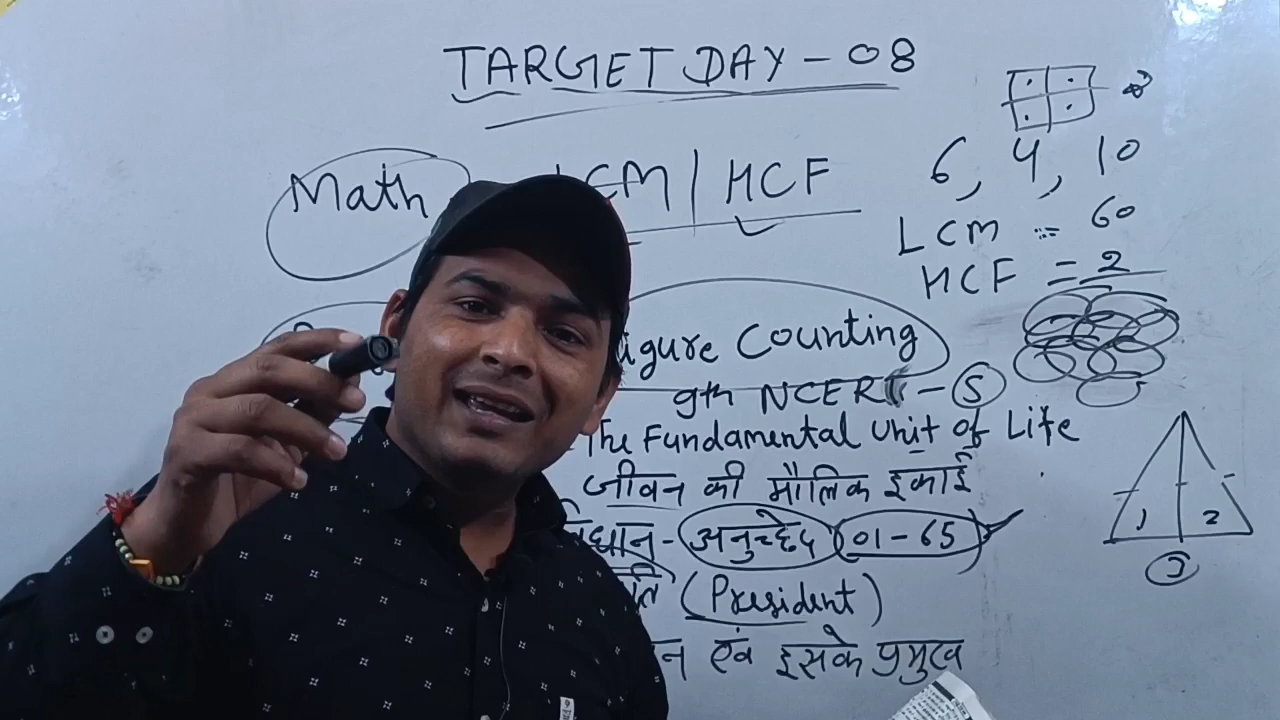 TARGET DAY - 08
Math LCM | HCF
6, 4, 10
LCM = 60
HCF = 2
Figure Counting
9th NCERT - 5
The Fundamental Unit of Life
जीवन की मौलिक इकाई
अनुच्छेद 01-65
(President)
एवं इसके प्रमुख
1 2
3